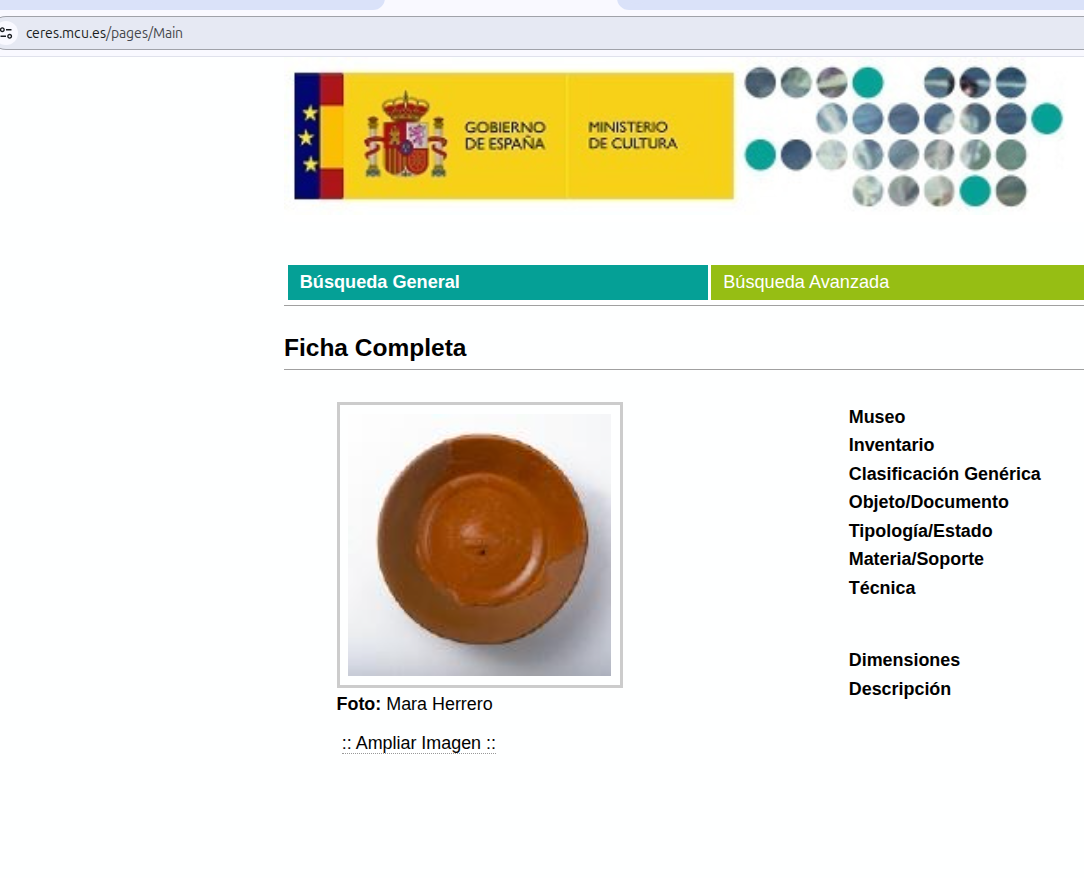 ceres.mcu.es/pages/Main
GOBIERNO MINISTERIO
DE ESPAÑA DE CULTURA
Búsqueda General
Búsqueda Avanzada
Ficha Completa
Museo
Inventario
Clasificación Genérica
Objeto/Documento
Tipología/Estado
Materia/Soporte
Técnica
Dimensiones
Descripción
Foto: Mara Herrero
:: Ampliar Imagen ::